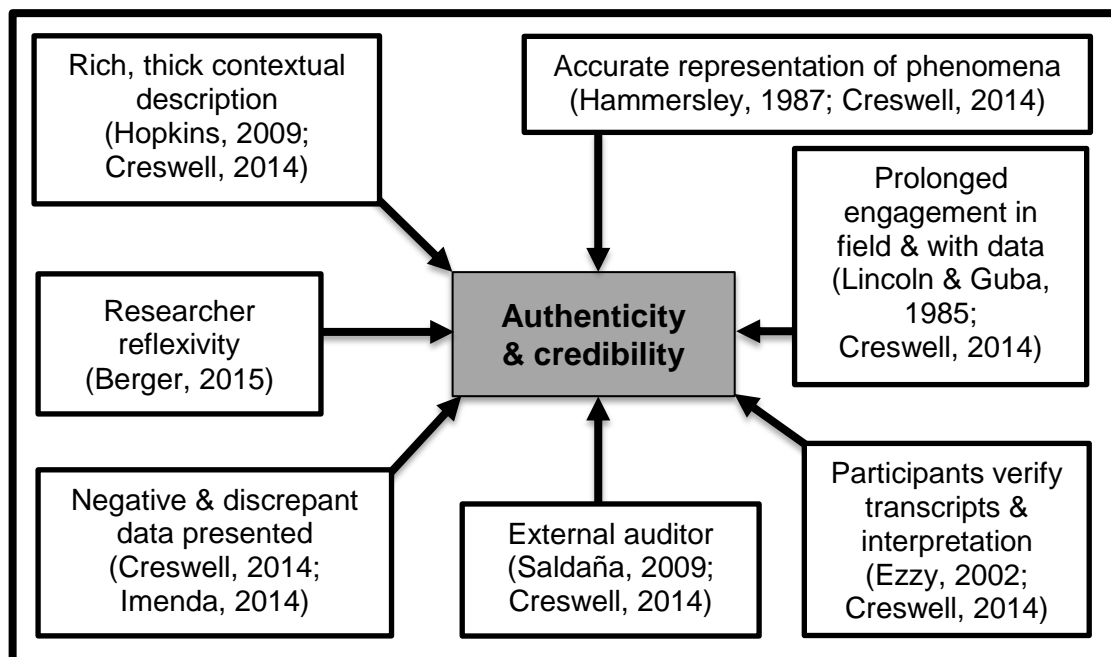 Rich, thick contextual
description
(Hopkins, 2009;
Creswell, 2014)
Accurate representation of phenomena
(Hammersley, 1987; Creswell, 2014)
Prolonged
engagement in
field & with data
(Lincoln & Guba,
1985;
Creswell, 2014)
Researcher
reflexivity
(Berger, 2015)
Authenticity
& credibility
Negative & discrepant
data presented
(Creswell, 2014;
Imenda, 2014)
External auditor
(Saldaña, 2009;
Creswell, 2014)
Participants verify
transcripts &
interpretation
(Ezzy, 2002;
Creswell, 2014)